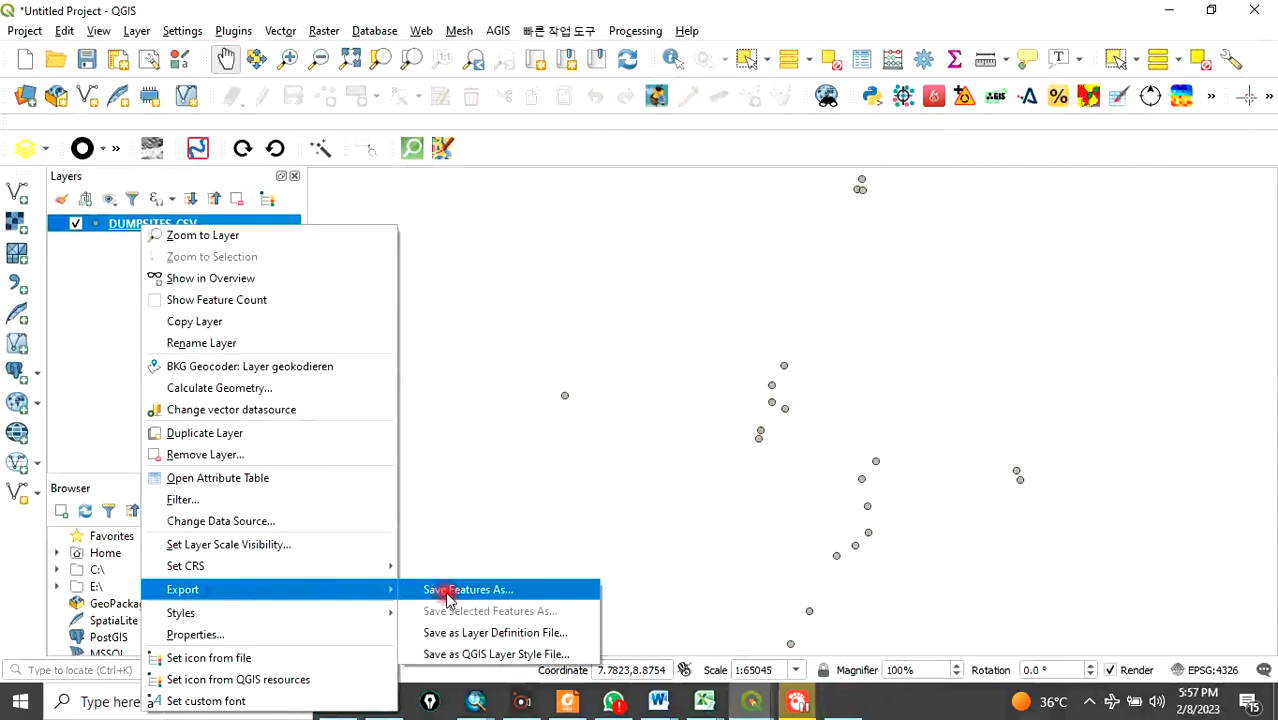 *Untitled Project - QGIS
Project Edit View Layer Settings Plugins Vector Raster Database Web Mesh AGIS 빠른 작업 도구 Processing Help
Layers
DUMPSITES_CSV
Zoom to Layer
Zoom to Selection
Show in Overview
Show Feature Count
Copy Layer
Rename Layer
BKG Geocoder: Layer geokodieren
Calculate Geometry...
Change vector datasource
Duplicate Layer
Remove Layer...
Open Attribute Table
Filter...
Change Data Source...
Set Layer Scale Visibility...
Set CRS
Export
Styles
Properties...
Set icon from file
Set icon from QGIS resources
Set custom font
Save Features As...
Save Selected Features As...
Save as Layer Definition File...
Save as QGIS Layer Style File...
Browser
Favorites
Home
C:\
E:\
GeoPackage
SpatiaLite
PostGIS
MSSQL
Type to locate (Ctrl+K)
Coordinate 7.7823,8.8754 Scale 1:65045 Magnifier 100% Rotation 0.0 ° Render EPSG:4326
Type here
36°C
5:57 PM
2/8/2023
15